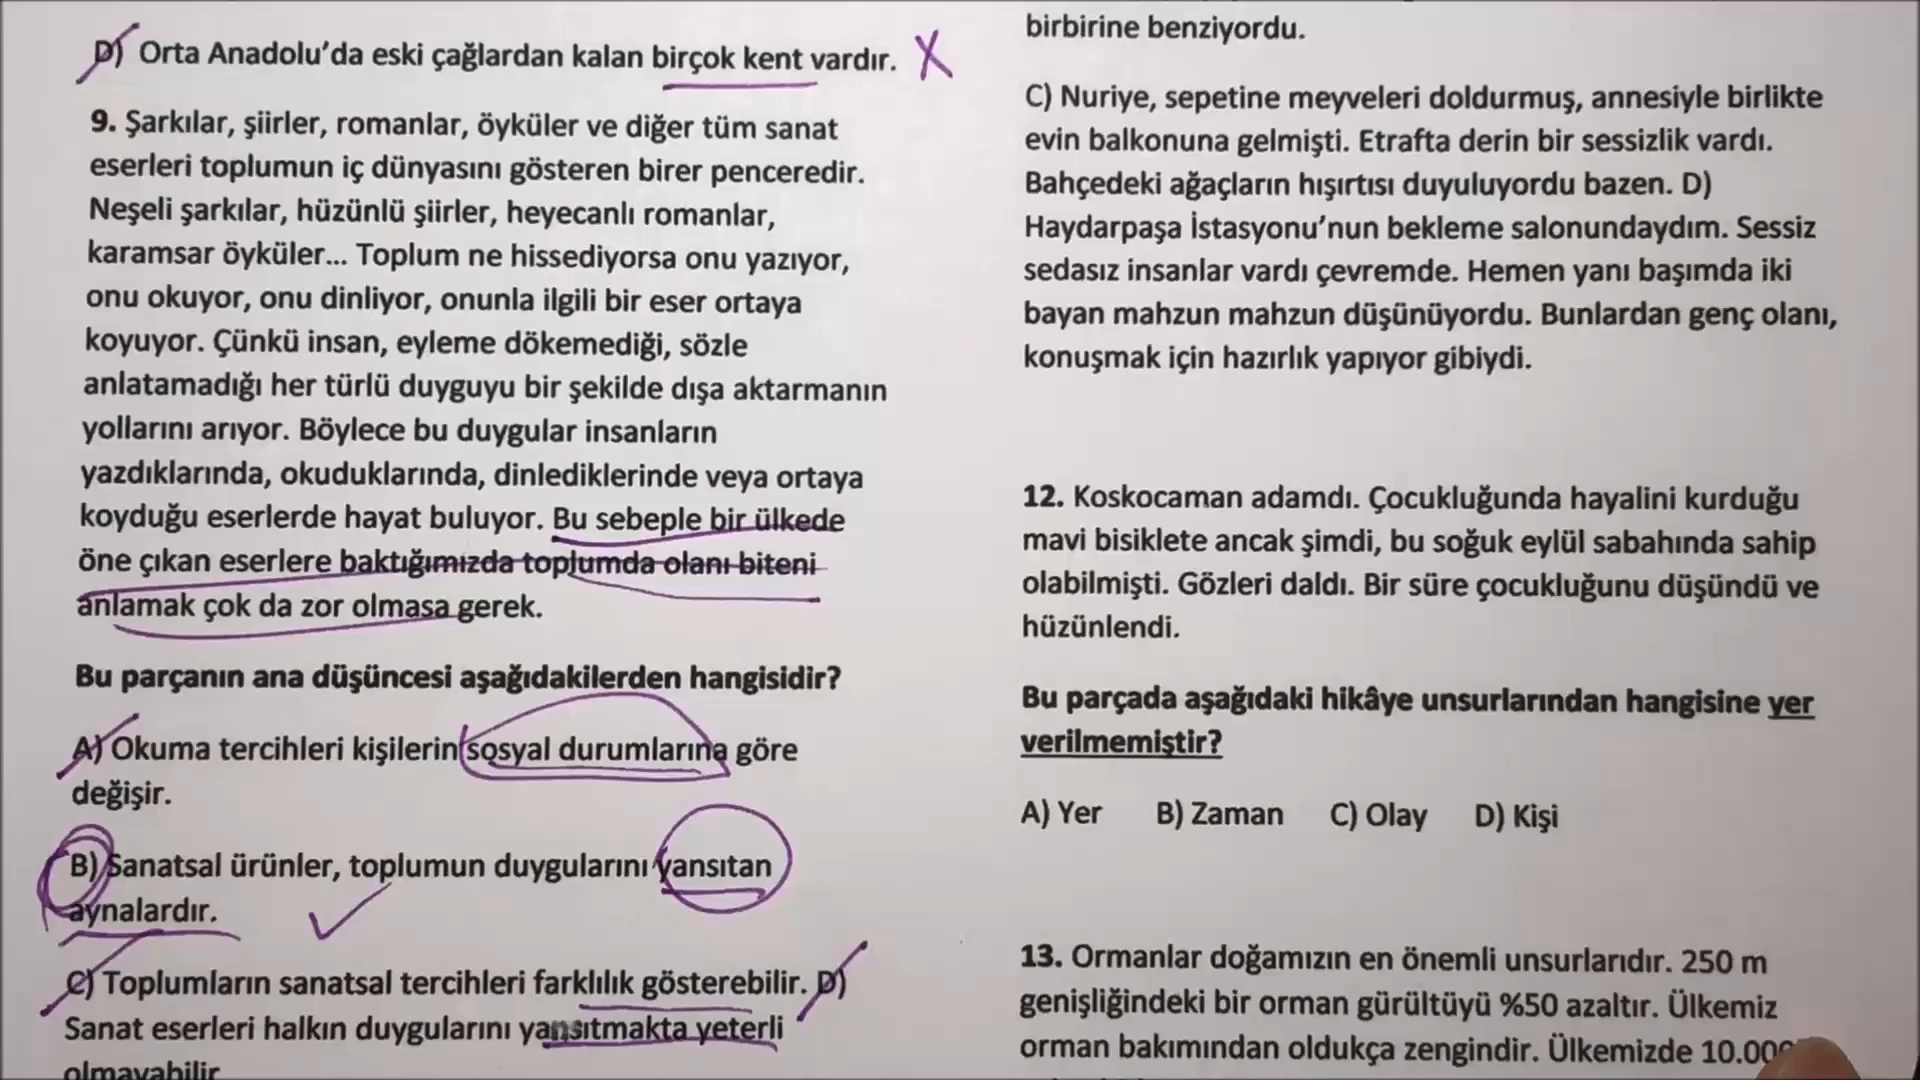 D) Orta Anadolu'da eski çağlardan kalan birçok kent vardır. X
9. Şarkılar, şiirler, romanlar, öyküler ve diğer tüm sanat
eserleri toplumun iç dünyasını gösteren birer penceredir.
Neşeli şarkılar, hüzünlü şiirler, heyecanlı romanlar,
karamsar öyküler... Toplum ne hissediyorsa onu yazıyor,
onu okuyor, onu dinliyor, onunla ilgili bir eser ortaya
koyuyor. Çünkü insan, eyleme dökemediği, sözle
anlatamadığı her türlü duyguyu bir şekilde dışa aktarmanın
yollarını arıyor. Böylece bu duygular insanların
yazdıklarında, okuduklarında, dinlediklerinde veya ortaya
koyduğu eserlerde hayat buluyor. Bu sebeple bir ülkede
öne çıkan eserlere baktığımızda toplumda olanı biteni
anlamak çok da zor olmasa gerek.
Bu parçanın ana düşüncesi aşağıdakilerden hangisidir?
A) Okuma tercihleri kişilerin sosyal durumlarına göre
değişir.
B) Sanatsal ürünler, toplumun duygularını yansıtan
aynalardır.
C) Toplumların sanatsal tercihleri farklılık gösterebilir. D)
Sanat eserleri halkın duygularını yansıtmakta yeterli
olmayabilir
birbirine benziyordu.
C) Nuriye, sepetine meyveleri doldurmuş, annesiyle birlikte
evin balkonuna gelmişti. Etrafta derin bir sessizlik vardı.
Bahçedeki ağaçların hışırtısı duyuluyordu bazen. D)
Haydarpaşa İstasyonu'nun bekleme salonundaydım. Sessiz
sedasız insanlar vardı çevremde. Hemen yanı başımda iki
bayan mahzun mahzun düşünüyordu. Bunlardan genç olanı,
konuşmak için hazırlık yapıyor gibiydi.
12. Koskocaman adamdı. Çocukluğunda hayalini kurduğu
mavi bisiklete ancak şimdi, bu soğuk eylül sabahında sahip
olabilmişti. Gözleri daldı. Bir süre çocukluğunu düşündü ve
hüzünlendi.
Bu parçada aşağıdaki hikâye unsurlarından hangisine yer
verilmemiştir?
A) Yer B) Zaman C) Olay D) Kişi
13. Ormanlar doğamızın en önemli unsurlarıdır. 250 m
genişliğindeki bir orman gürültüyü %50 azaltır. Ülkemiz
orman bakımından oldukça zengindir. Ülkemizde 10.000